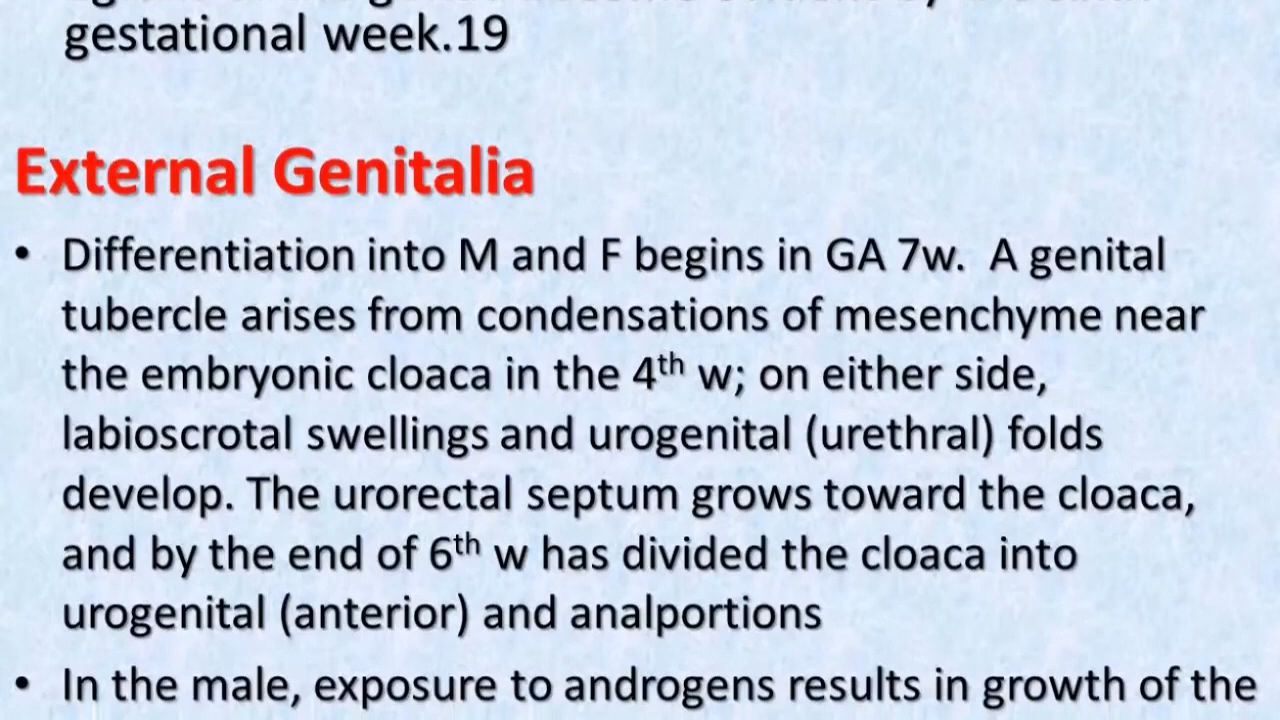 gestational week.19
External Genitalia
• Differentiation into M and F begins in GA 7w. A genital
tubercle arises from condensations of mesenchyme near
the embryonic cloaca in the 4th w; on either side,
labioscrotal swellings and urogenital (urethral) folds
develop. The urorectal septum grows toward the cloaca,
and by the end of 6th w has divided the cloaca into
urogenital (anterior) and analportions
• In the male, exposure to androgens results in growth of the